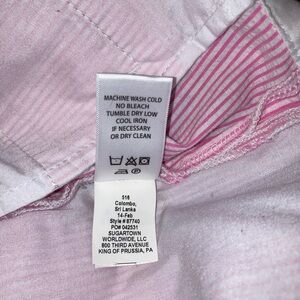 MACHINE WASH COLD
NO BLEACH
TUMBLE DRY LOW
COOL IRON
IF NECESSARY
OR DRY CLEAN
516
Colombo,
Sri Lanka
14-Feb
Style # 87740
PO# 042531
SUGARTOWN
WORLDWIDE, LLC
800 THIRD AVENUE
KING OF PRUSSIA, PA